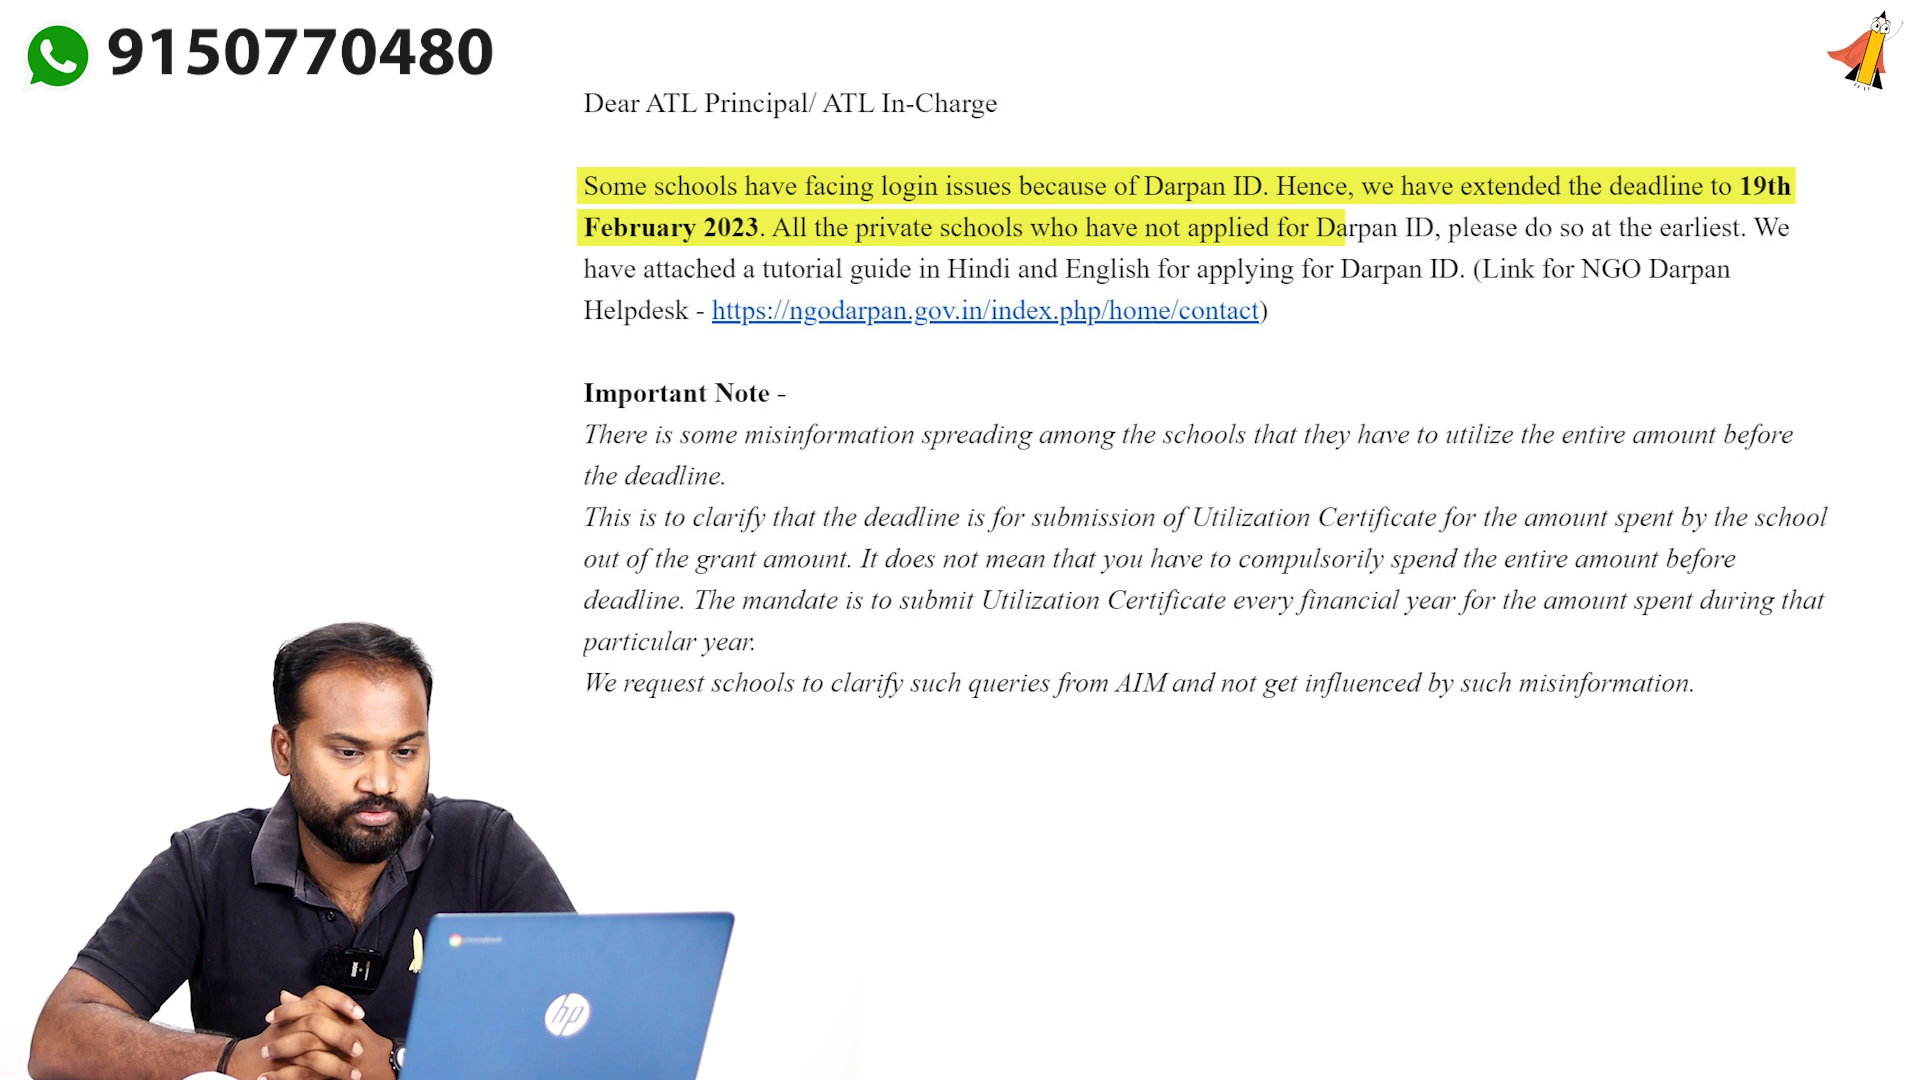 9150770480
Dear ATL Principal/ ATL In-Charge
Some schools have facing login issues because of Darpan ID. Hence, we have extended the deadline to 19th
February 2023. All the private schools who have not applied for Darpan ID, please do so at the earliest. We
have attached a tutorial guide in Hindi and English for applying for Darpan ID. (Link for NGO Darpan
Helpdesk - https://ngodarpan.gov.in/index.php/home/contact)
Important Note -
There is some misinformation spreading among the schools that they have to utilize the entire amount before
the deadline.
This is to clarify that the deadline is for submission of Utilization Certificate for the amount spent by the school
out of the grant amount. It does not mean that you have to compulsorily spend the entire amount before
deadline. The mandate is to submit Utilization Certificate every financial year for the amount spent during that
particular year.
We request schools to clarify such queries from AIM and not get influenced by such misinformation.
hp